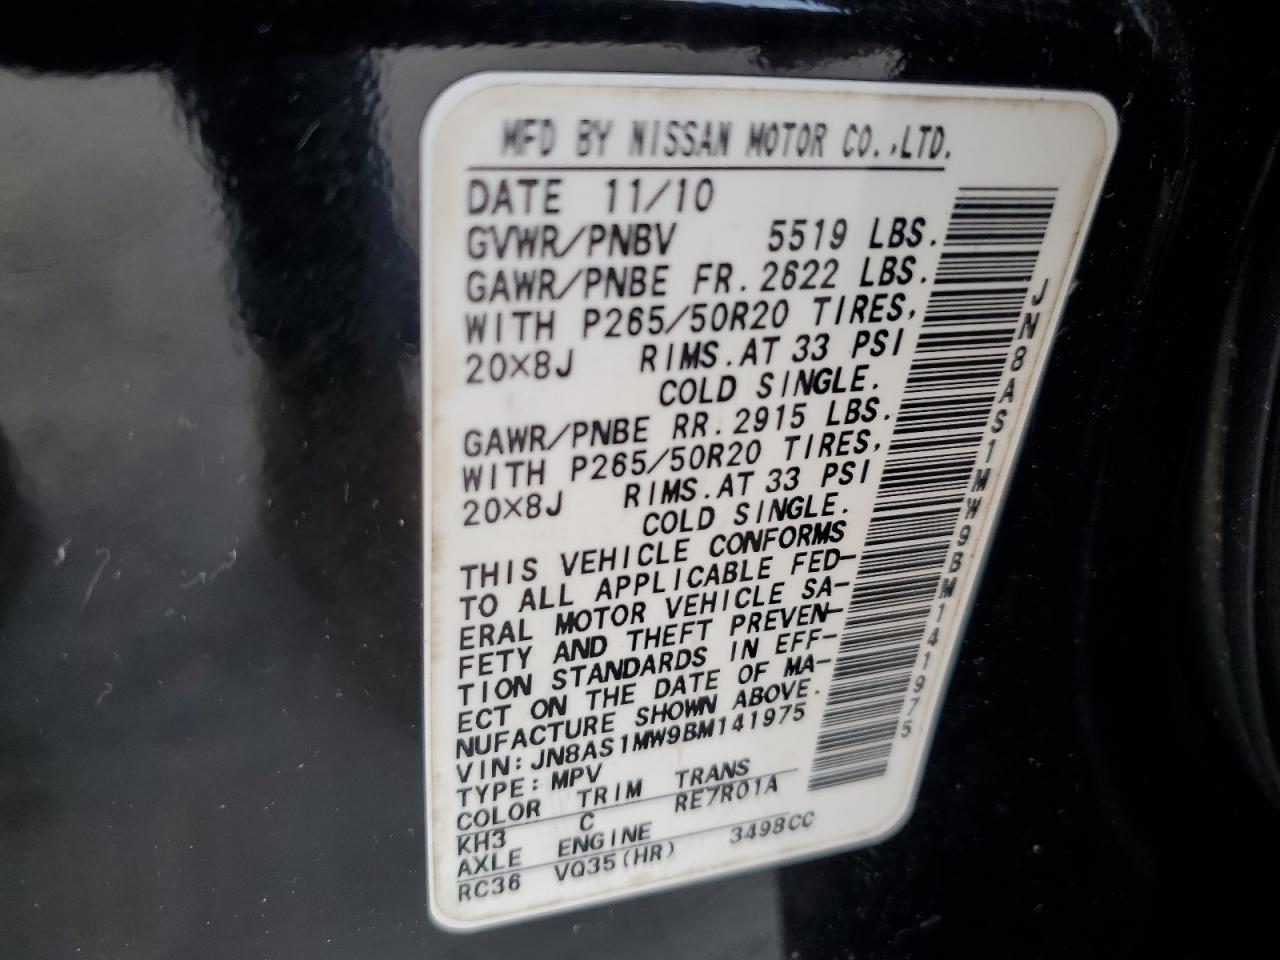 MFD BY NISSAN MOTOR CO.,LTD.
DATE 11/10
GVWR/PNBV 5519 LBS.
GAWR/PNBE FR.2622 LBS.
WITH P265/50R20 TIRES,
20×8J RIMS.AT 33 PSI
COLD SINGLE.
GAWR/PNBE RR.2915 LBS.
WITH P265/50R20 TIRES,
20×8J RIMS.AT 33 PSI
COLD SINGLE.
THIS VEHICLE CONFORMS
TO ALL APPLICABLE FED-
ERAL MOTOR VEHICLE SA-
FETY AND THEFT PREVEN-
TION STANDARDS IN EFF-
ECT ON THE DATE OF MA-
NUFACTURE SHOWN ABOVE.
VIN:JN8AS1MW9BM141975
TYPE:MPV
COLOR TRIM TRANS
KH3 C RE7R01A
AXLE ENGINE
RC36 VQ35(HR) 3498CC
JN8AS1MW9BM141975